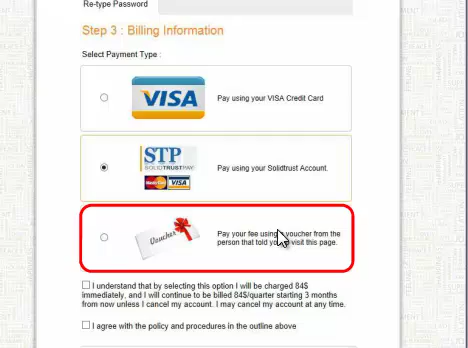 Re-type Password
Step 3 : Billing Information
Select Payment Type :
VISA Pay using your VISA Credit Card
STP
SOLIDTRUSTPAY
MasterCard VISA
Pay using your Solidtrust Account.
Voucher
Pay your fee using a voucher from the
person that told you visit this page.
I understand that by selecting this option I will be charged 84$
immediately, and I will continue to be billed 84$/quarter starting 3 months
from now unless I cancel my account. I may cancel my account at any time.
I agree with the policy and procedures in the outline above